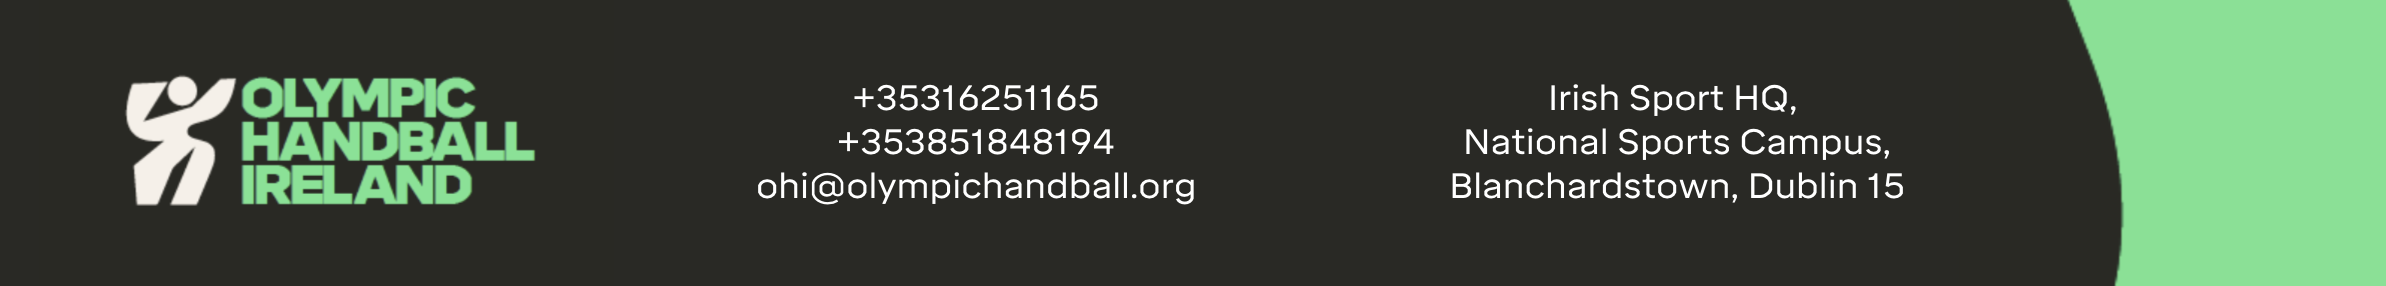 OLYMPIC
HANDBALL
IRELAND
+35316251165
+353851848194
ohi@olympichandball.org
Irish Sport HQ,
National Sports Campus,
Blanchardstown, Dublin 15